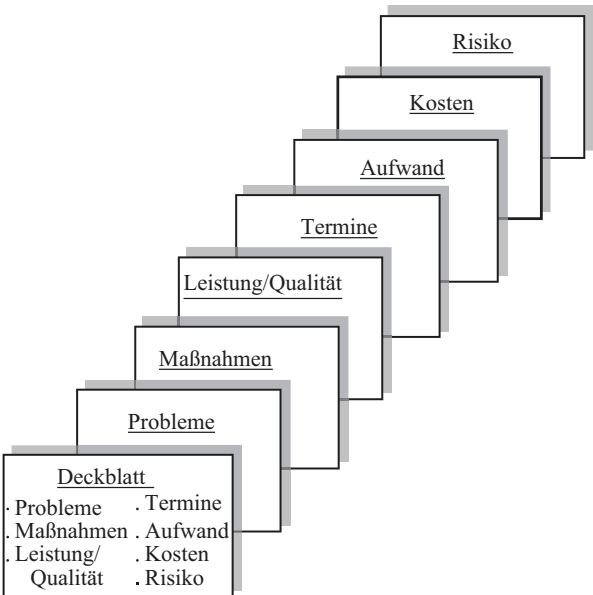 Risiko
Kosten
Aufwand
Termine
Leistung/Qualität
Maßnahmen
Probleme
Deckblatt
. Probleme
. Maßnahmen
. Leistung/
Qualität
. Termine
. Aufwand
. Kosten
. Risiko